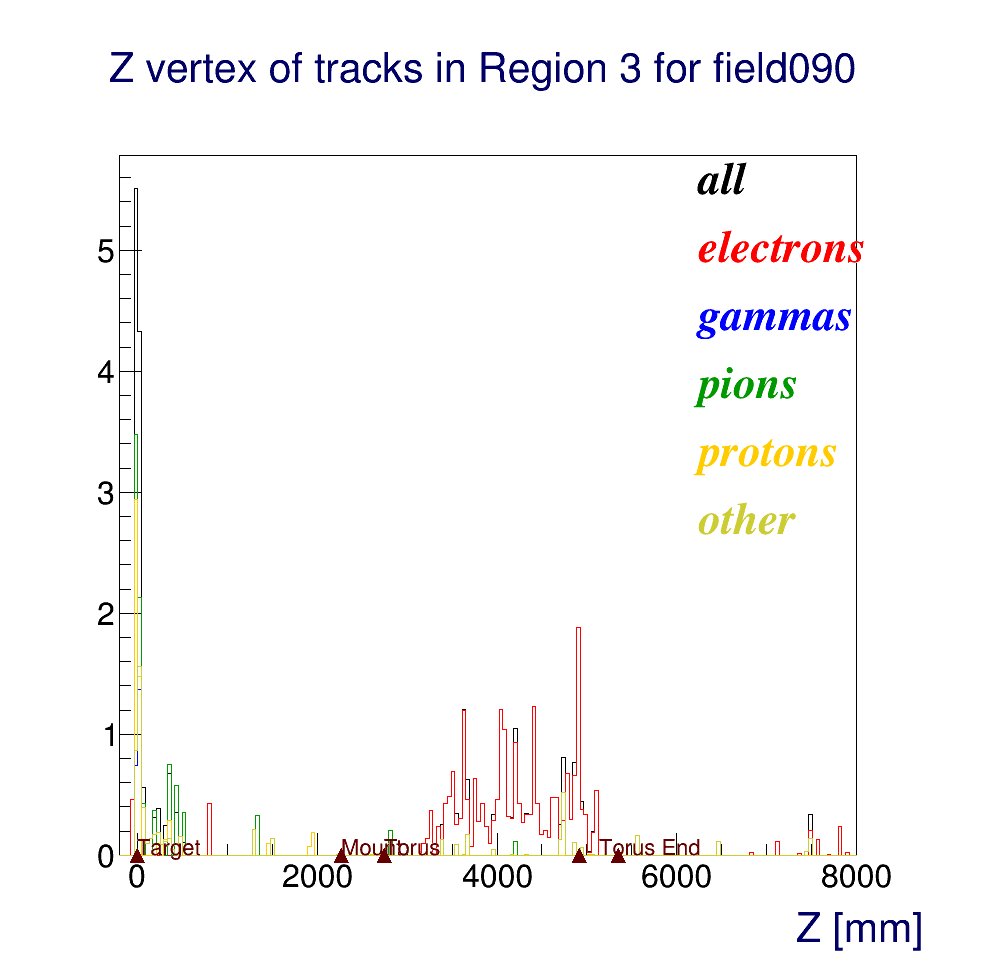 Z vertex of tracks in Region 3 for field090
all
electrons
gammas
pions
protons
other
5
4
3
2
1
0
Target
Mount
Torus
Torus End
0
2000
4000
6000
8000
Z [mm]